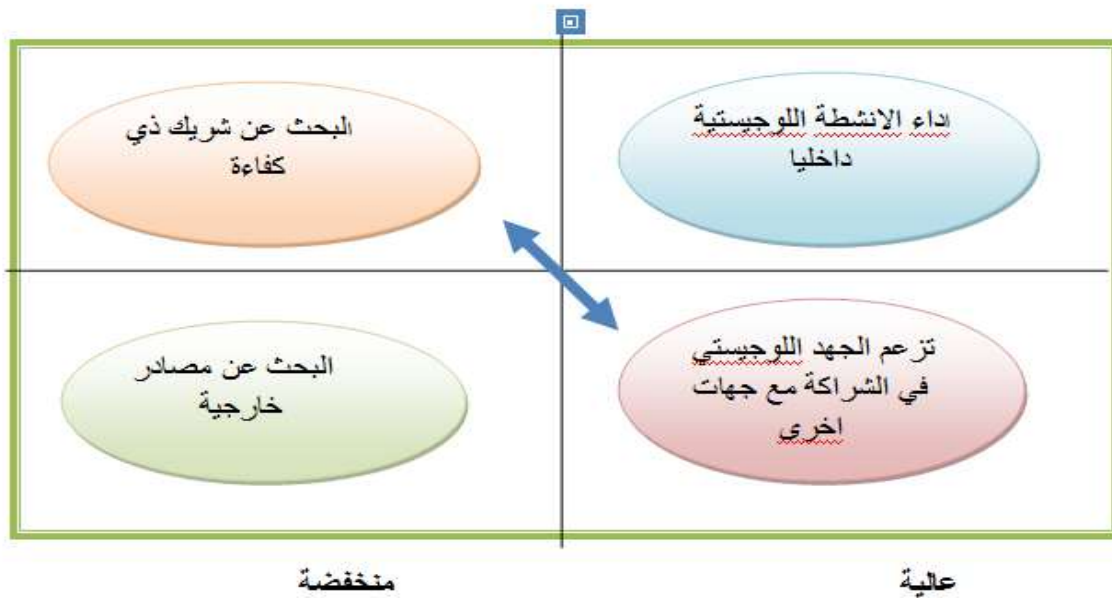 اداء الانشطة اللوجيستية
داخليا
البحث عن شريك ذي
كفاءة
تزعم الجهد اللوجيستي
في الشراكة مع جهات
اخرى
البحث عن مصادر
خارجية
عالية
منخفضة